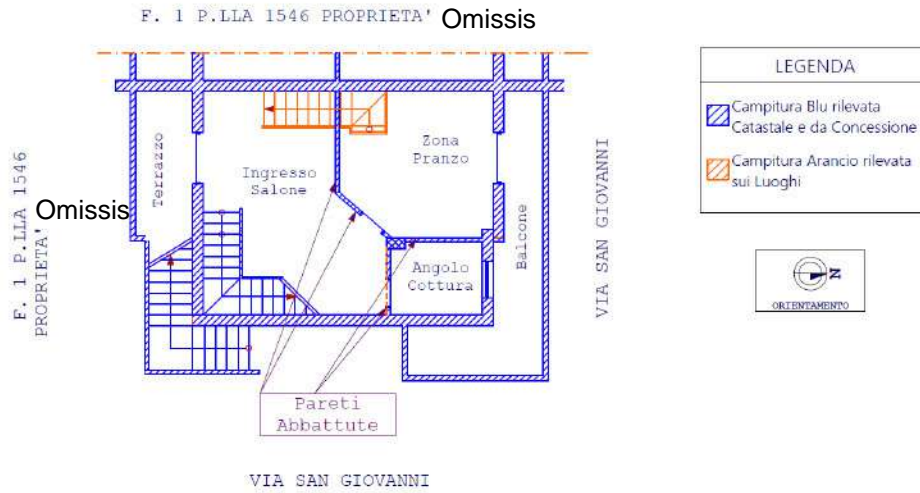 F. 1 P.LLA 1546 PROPRIETA' Omissis
LEGENDA
Campitura Blu rilevata
Catastale e da Concessione
Campitura Arancio rilevata
sui Luoghi
F. 1 P.LLA 1546
PROPRIETA'
Omissis
Terrazzo
Ingresso
Salone
Zona
Pranzo
Balcone
VIA SAN GIOVANNI
Angolo
Cottura
N
ORIENTAMENTO
Pareti
Abbattute
VIA SAN GIOVANNI